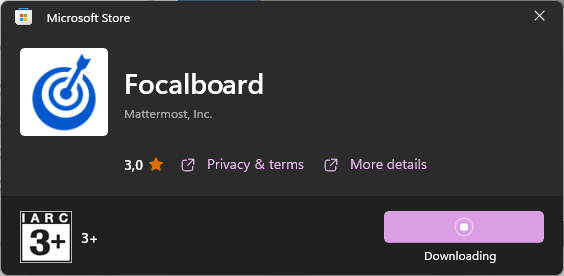 Microsoft Store
Focalboard
Mattermost, Inc.
3,0 Privacy & terms More details
IARC
3+
3+
Downloading